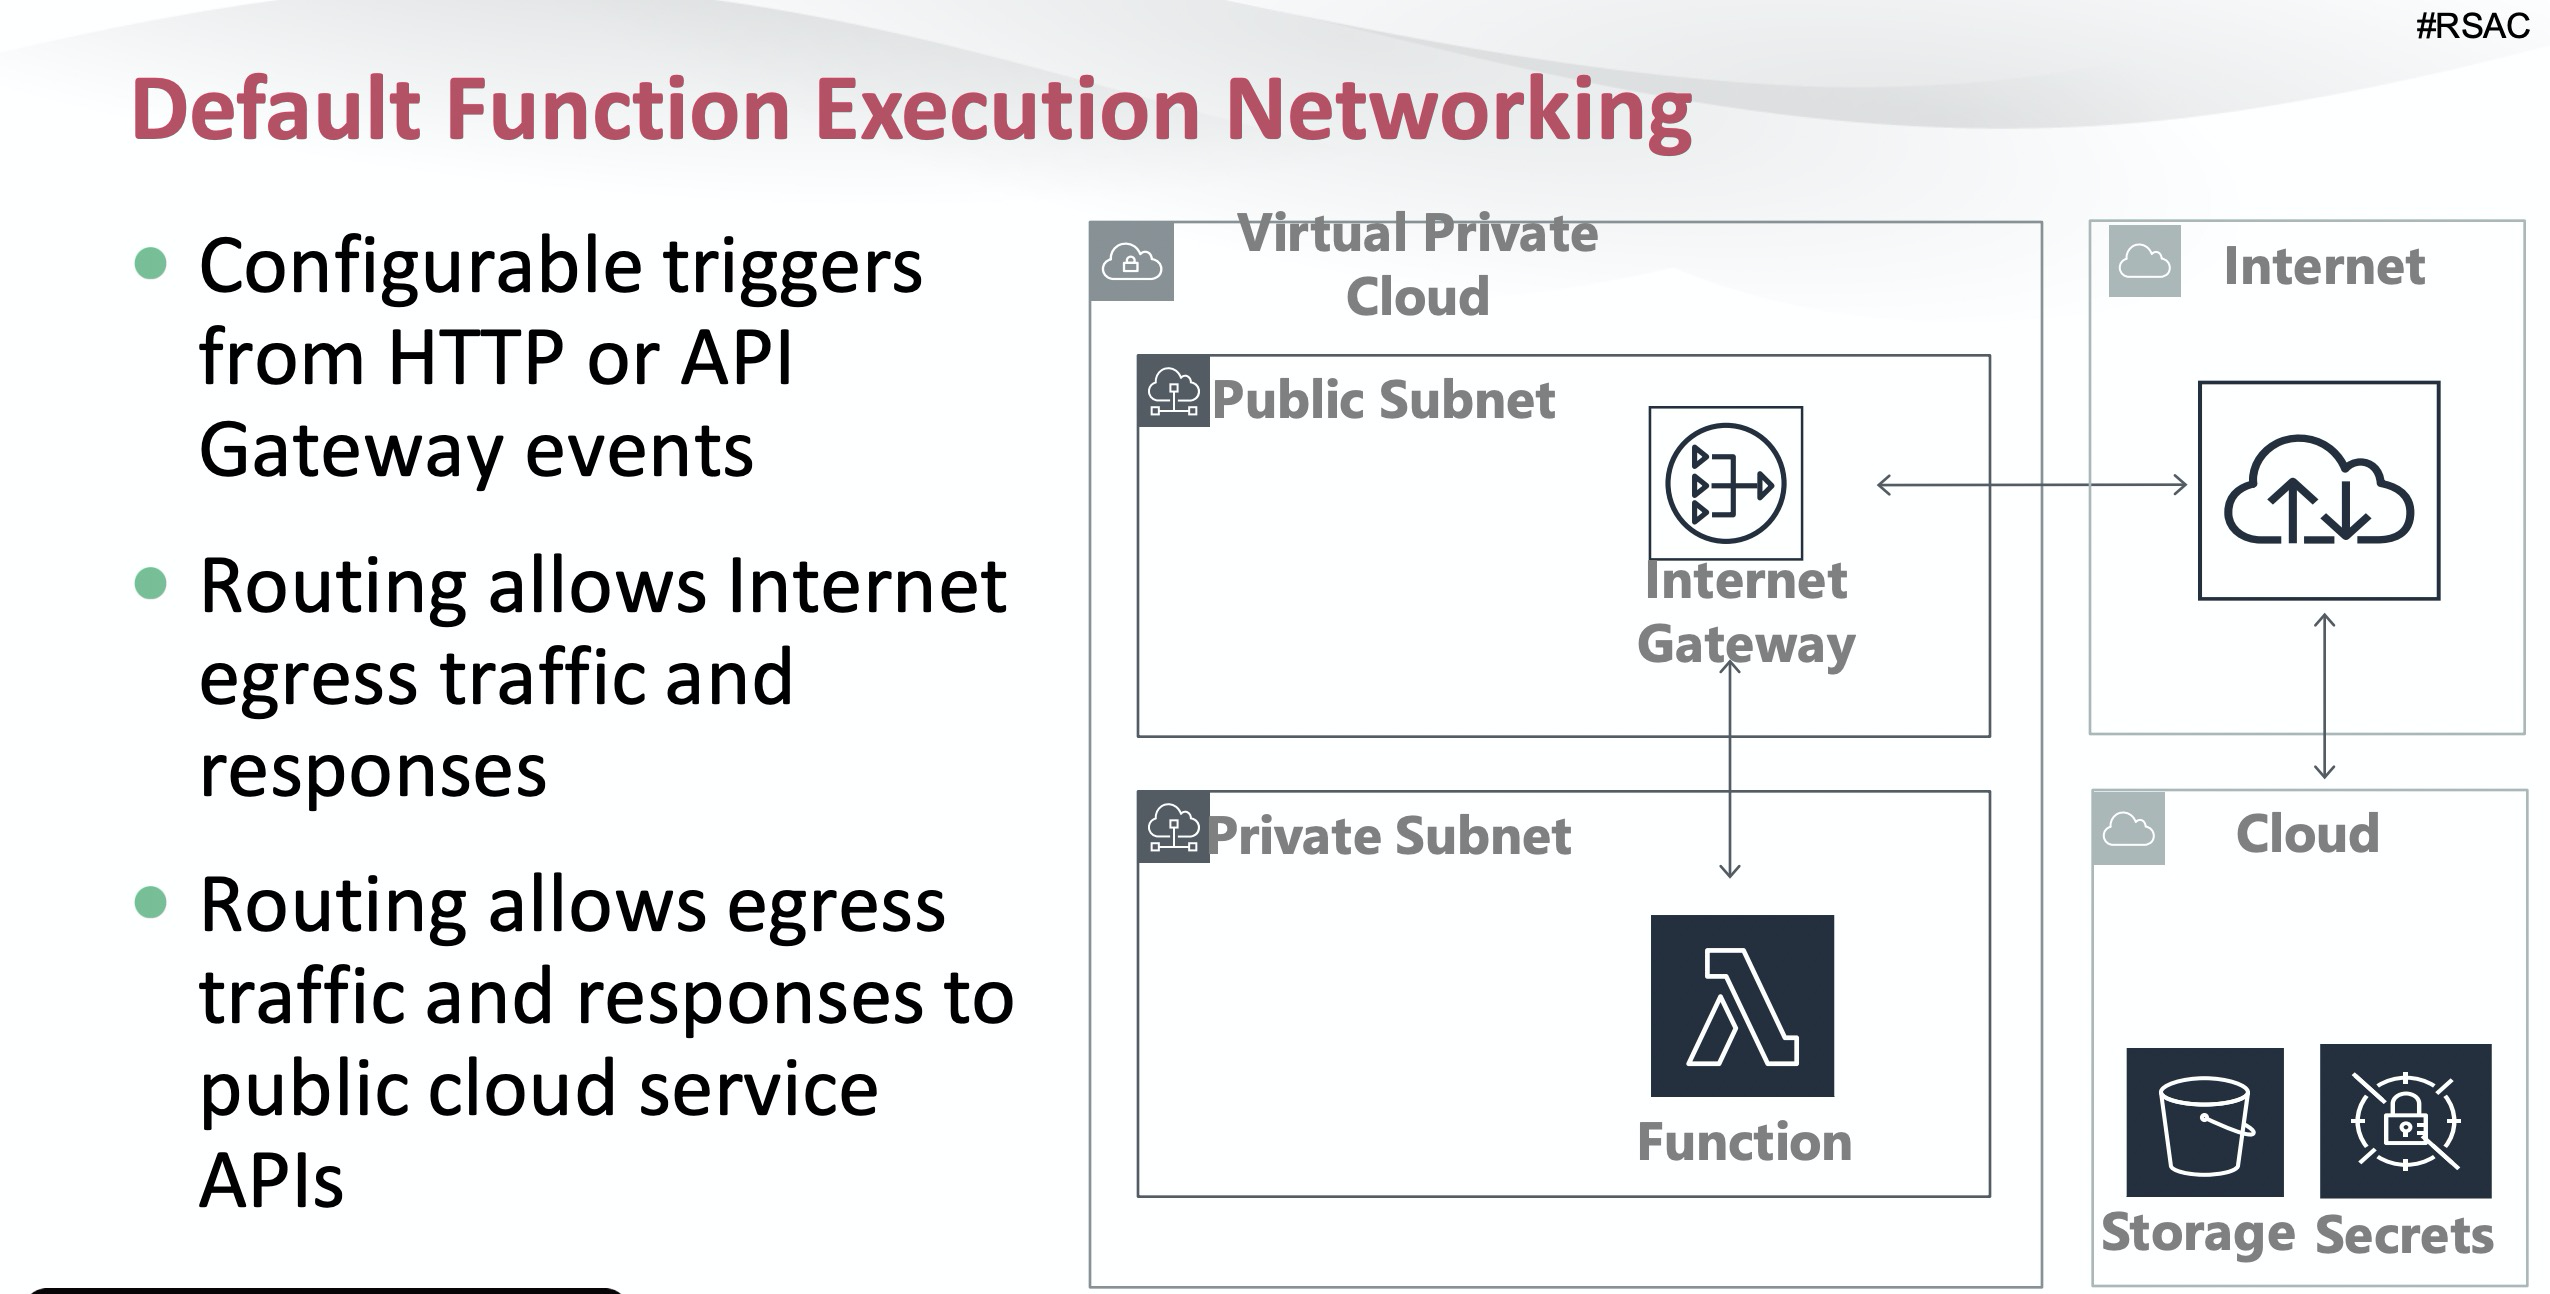 #RSAC
Default Function Execution Networking
Configurable triggers
from HTTP or API
Gateway events
Routing allows Internet
egress traffic and
responses
Routing allows egress
traffic and responses to
public cloud service
APIs
Virtual Private
Cloud
Public Subnet
Internet
Gateway
Private Subnet
Function
Internet
Cloud
Storage
Secrets